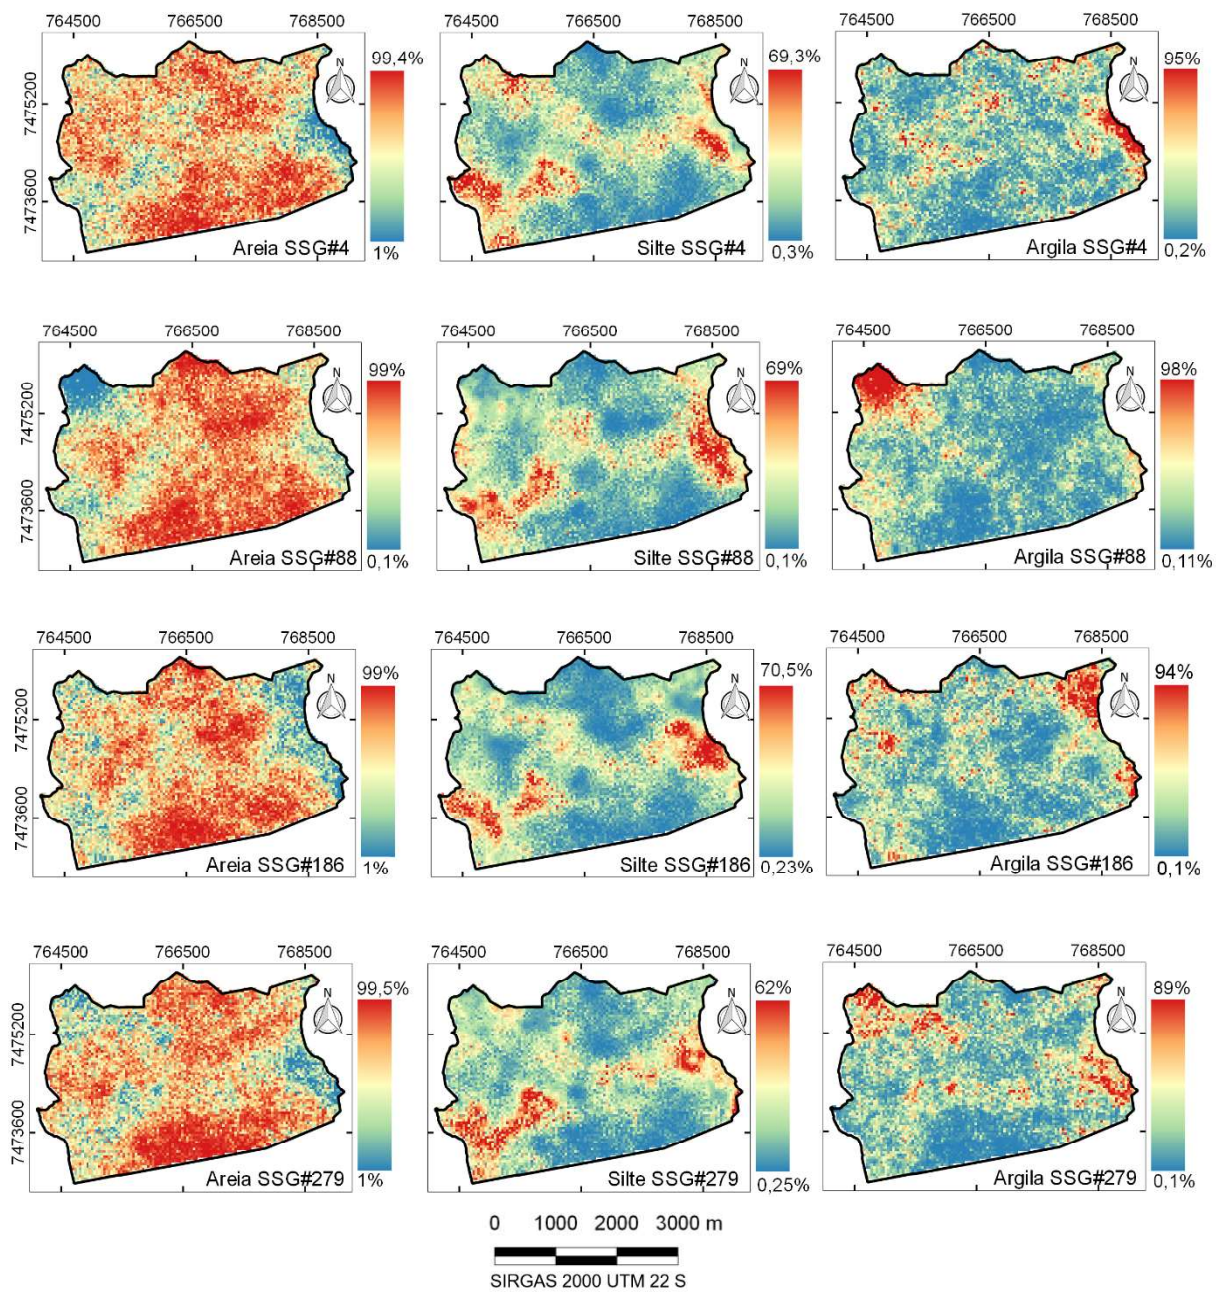 764500 766500 768500 764500 766500 768500 764500 766500 768500
99,4% 69,3% 95%
N N N
7475200
7473600
Areia SSG#4 1% Silte SSG#4 0,3% Argila SSG#4 0,2%
764500 766500 768500 764500 766500 768500 764500 766500 768500
99% 69% 98%
N N N
7475200
7473600
Areia SSG#88 0,1% Silte SSG#88 0,1% Argila SSG#88 0,11%
764500 766500 768500 764500 766500 768500 764500 766500 768500
99% 70,5% 94%
N N N
7475200
7473600
Areia SSG#186 1% Silte SSG#186 0,23% Argila SSG#186 0,1%
764500 766500 768500 764500 766500 768500 764500 766500 768500
99,5% 62% 89%
N N N
7475200
7473600
Areia SSG#279 1% Silte SSG#279 0,25% Argila SSG#279 0,1%
0 1000 2000 3000 m
SIRGAS 2000 UTM 22 S